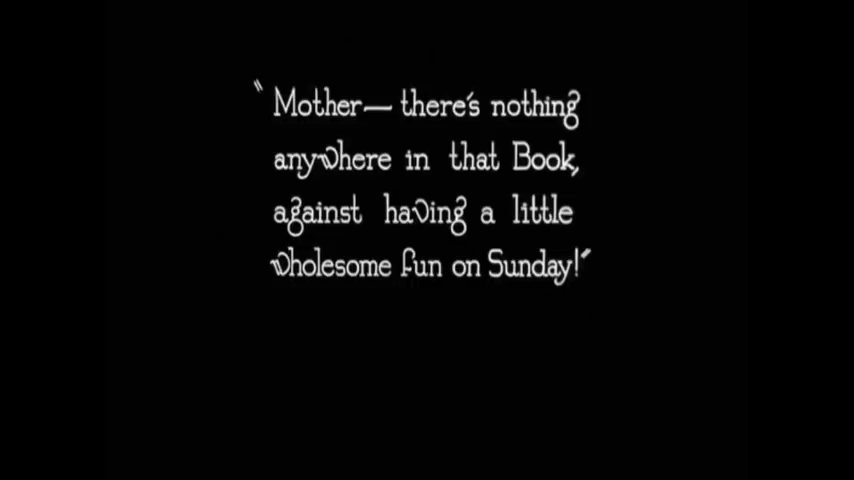 "Mother— there's nothing
anywhere in that Book,
against having a little
wholesome fun on Sunday!"